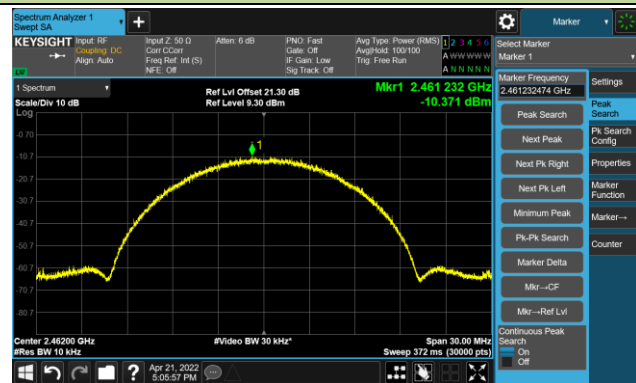 Spectrum Analyzer 1
Swept SA
Marker
KEYSIGHT
Input: RF
Coupling: DC
Align: Auto
Input Z: 50 Ω
Corr CCorr
Freq Ref: Int (S)
NFE: Off
Atten: 6 dB
PNO: Fast
Gate: Off
IF Gain: Low
Sig Track: Off
Avg Type: Power (RMS)
Avg|Hold: 100/100
Trig: Free Run
1 2 3 4 5 6
A W W W W W
A N N N N N
Select Marker
Marker 1
1 Spectrum
Scale/Div 10 dB
Log
Ref Lvl Offset 21.30 dB
Ref Level 9.30 dBm
Mkr1 2.461 232 GHz
-10.371 dBm
Marker Frequency
2.461232474 GHz
Peak Search
Next Peak
Next Pk Right
Next Pk Left
Minimum Peak
Pk-Pk Search
Marker Delta
Mkr→CF
Mkr→Ref Lvl
Continuous Peak
Search
On
Off
Settings
Peak
Search
Pk Search
Config
Properties
Marker
Function
Marker→
Counter
-0.70
-10.7
-20.7
-30.7
-40.7
-50.7
-60.7
-70.7
-80.7
1
Center 2.46200 GHz
#Res BW 10 kHz
#Video BW 30 kHz*
Span 30.00 MHz
Sweep 372 ms (30000 pts)
?
Apr 21, 2022
5:05:57 PM